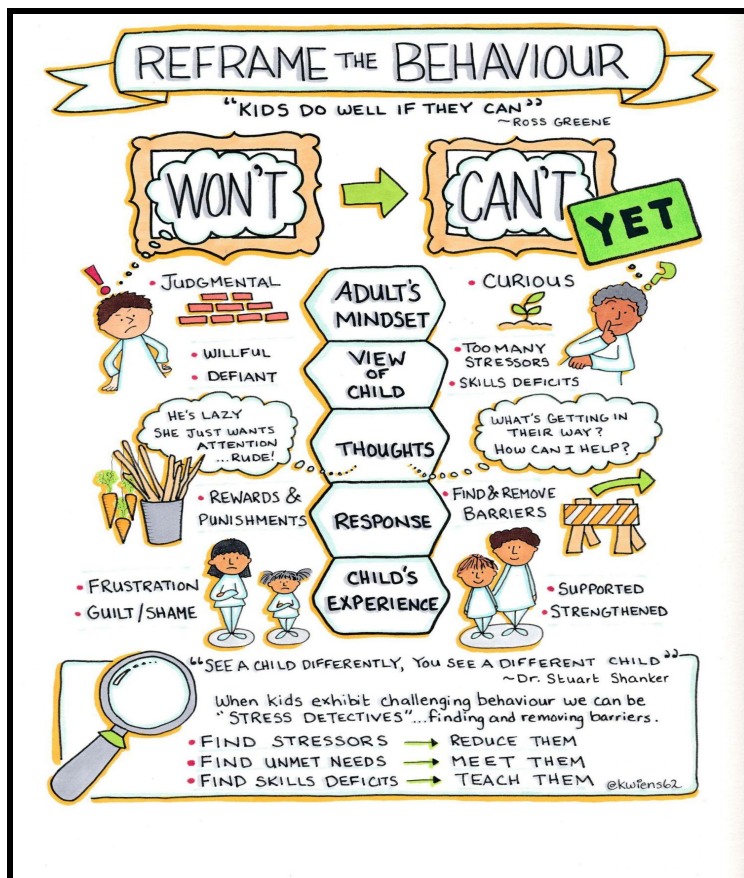 REFRAME THE BEHAVIOUR
“KIDS DO WELL IF THEY CAN”
~ROSS GREENE
WON'T
CAN'T
YET
!
?
• JUDGMENTAL
ADULT'S
MINDSET
• CURIOUS
• WILLFUL
• DEFIANT
VIEW
OF
CHILD
• TOO MANY
STRESSORS
• SKILLS DEFICITS
HE'S LAZY
SHE JUST WANTS
ATTENTION
...RUDE!
THOUGHTS
WHAT'S GETTING IN
THEIR WAY?
HOW CAN I HELP?
• REWARDS &
PUNISHMENTS
RESPONSE
• FIND & REMOVE
BARRIERS
• FRUSTRATION
• GUILT/SHAME
CHILD'S
EXPERIENCE
• SUPPORTED
• STRENGTHENED
“SEE A CHILD DIFFERENTLY, YOU SEE A DIFFERENT CHILD”
~Dr. Stuart Shanker
When kids exhibit challenging behaviour we can be
“STRESS DETECTIVES”...finding and removing barriers.
• FIND STRESSORS → REDUCE THEM
• FIND UNMET NEEDS → MEET THEM
• FIND SKILLS DEFICITS → TEACH THEM
@kwiens62